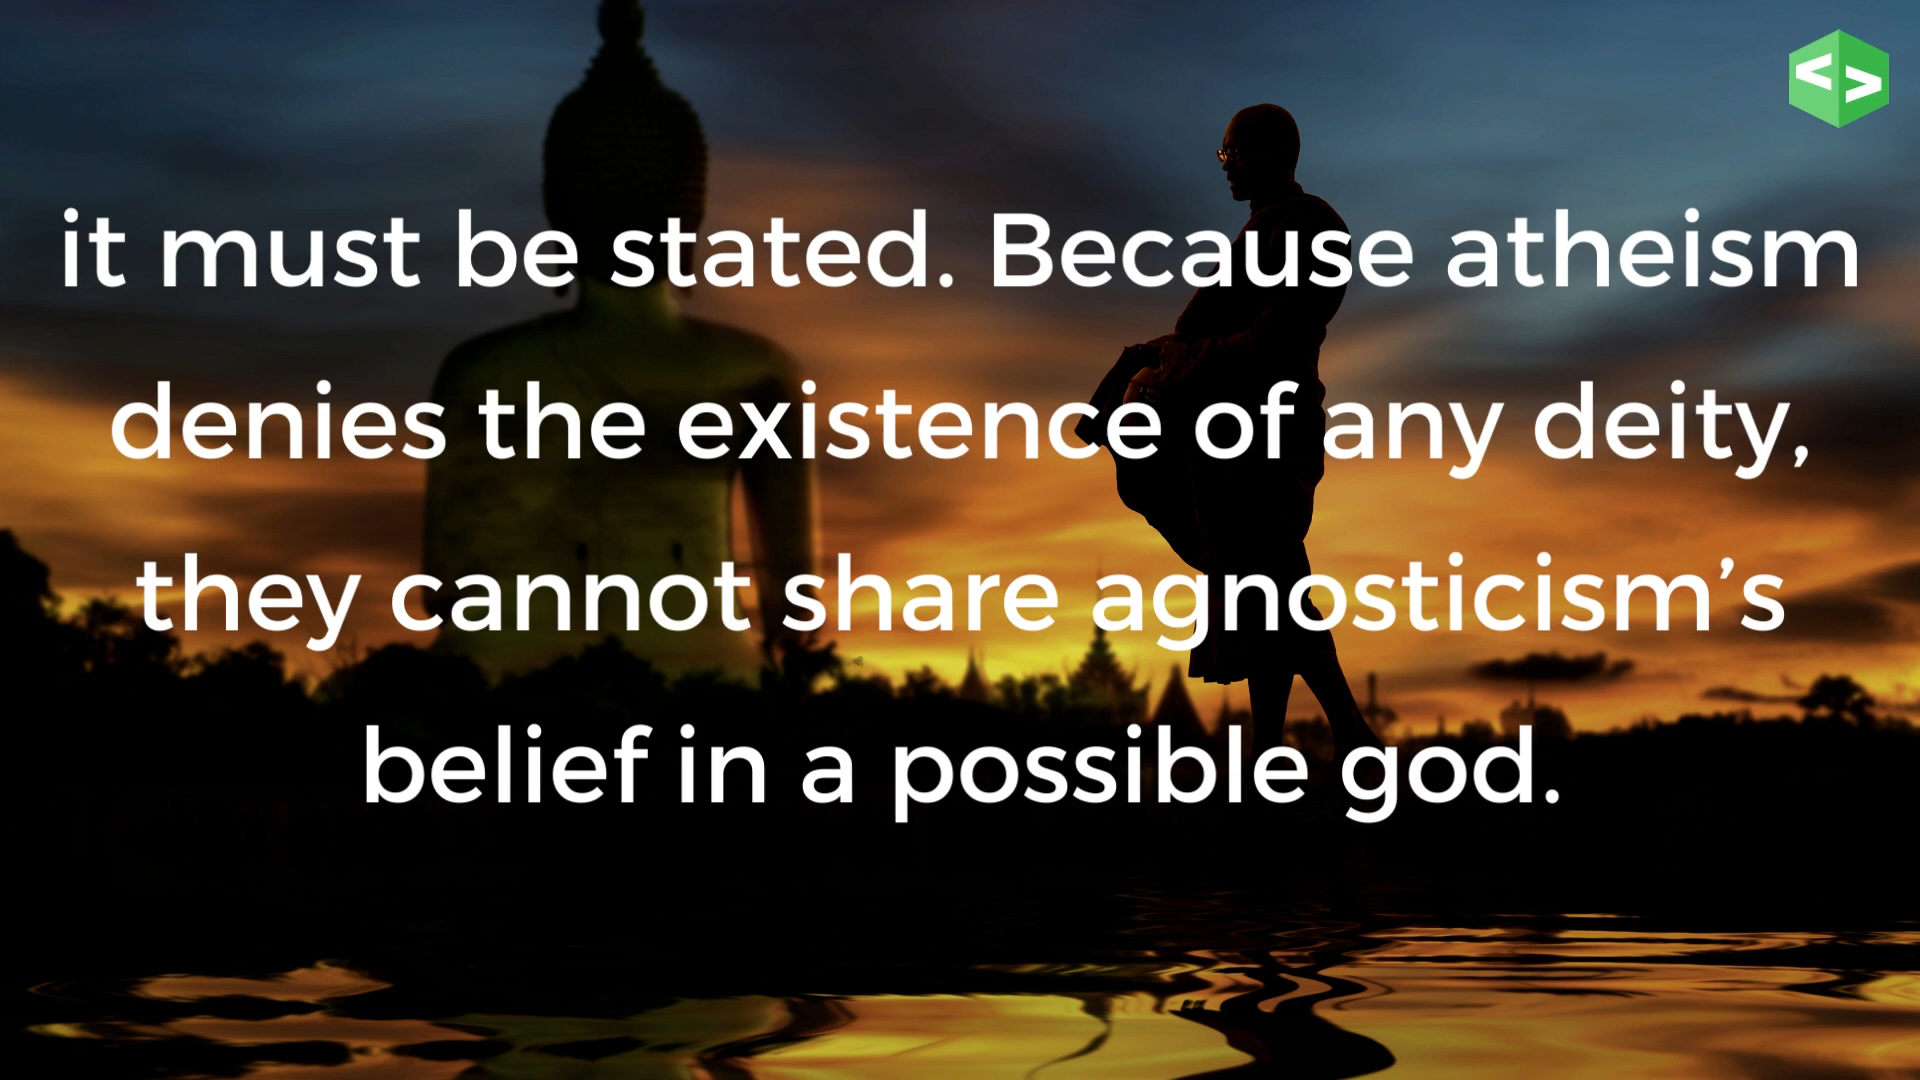 it must be stated. Because atheism
denies the existence of any deity,
they cannot share agnosticism’s
belief in a possible god.